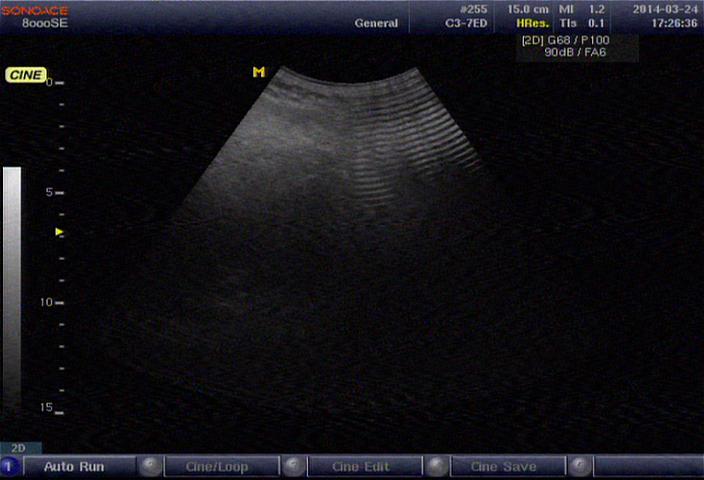 SONOACE
8000SE
General
#255
C3-7ED
15.0 cm
HRes.
MI 1.2
TIs 0.1
2014-03-24
17:26:36
[2D] G68 / P100
90dB / FA6
CINE
M
0
5
10
15
2D
1 Auto Run Cine/Loop Cine Edit Cine Save